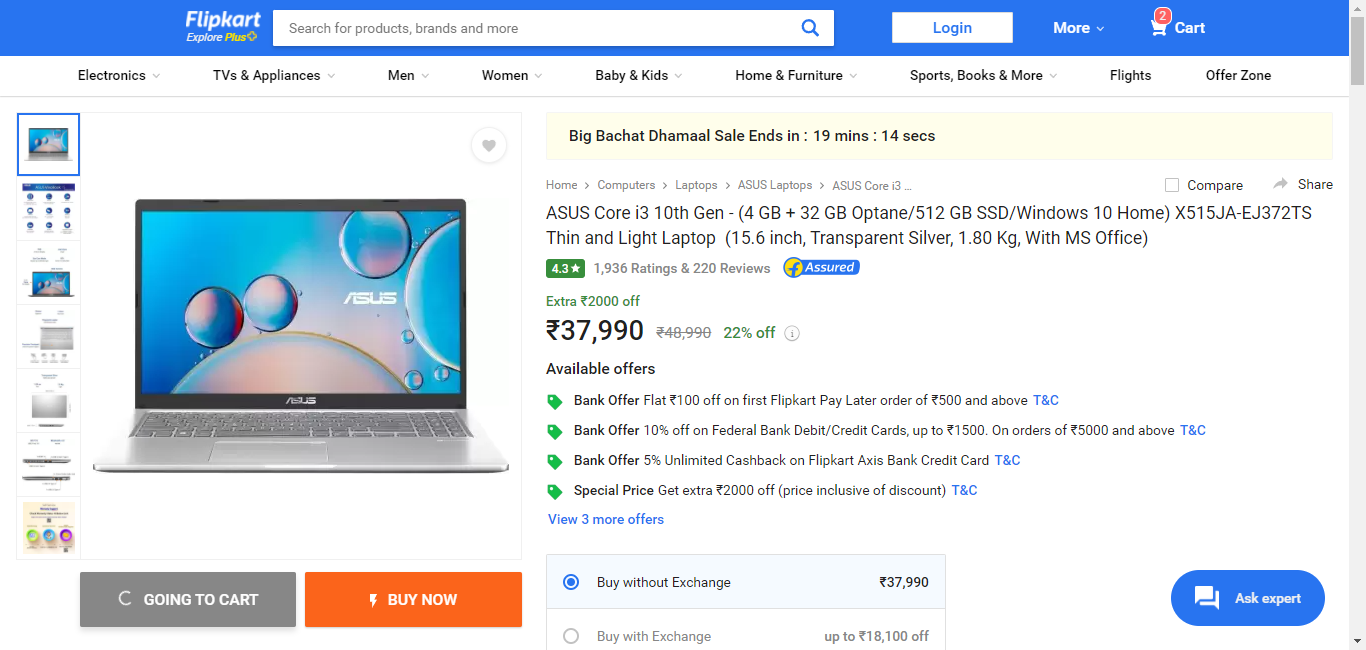 Flipkart
Explore Plus
Search for products, brands and more
Login
More
2
Cart
Electronics
TVs & Appliances
Men
Women
Baby & Kids
Home & Furniture
Sports, Books & More
Flights
Offer Zone
Big Bachat Dhamaal Sale Ends in : 19 mins : 14 secs
Home > Computers > Laptops > ASUS Laptops > ASUS Core i3 ...
Compare
Share
ASUS Core i3 10th Gen - (4 GB + 32 GB Optane/512 GB SSD/Windows 10 Home) X515JA-EJ372TS
Thin and Light Laptop (15.6 inch, Transparent Silver, 1.80 Kg, With MS Office)
4.3★ 1,936 Ratings & 220 Reviews Assured
Extra ₹2000 off
₹37,990 ₹48,990 22% off
Available offers
Bank Offer Flat ₹100 off on first Flipkart Pay Later order of ₹500 and above T&C
Bank Offer 10% off on Federal Bank Debit/Credit Cards, up to ₹1500. On orders of ₹5000 and above T&C
Bank Offer 5% Unlimited Cashback on Flipkart Axis Bank Credit Card T&C
Special Price Get extra ₹2000 off (price inclusive of discount) T&C
View 3 more offers
Buy without Exchange ₹37,990
Buy with Exchange up to ₹18,100 off
ASUS
ASUS
GOING TO CART
BUY NOW
Ask expert